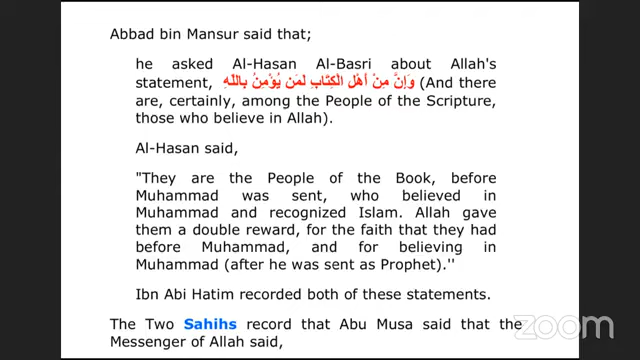 Abbad bin Mansur said that;
he asked Al-Hasan Al-Basri about Allah's
statement, وَإِنَّ مِنْ أَهْلِ الْكِتَابِ لَمَن يُؤْمِنُ بِاللّهِ (And there
are, certainly, among the People of the Scripture,
those who believe in Allah).
Al-Hasan said,
"They are the People of the Book, before
Muhammad was sent, who believed in
Muhammad and recognized Islam. Allah gave
them a double reward, for the faith that they had
before Muhammad, and for believing in
Muhammad (after he was sent as Prophet).''
Ibn Abi Hatim recorded both of these statements.
The Two Sahihs record that Abu Musa said that the
Messenger of Allah said,
zoom